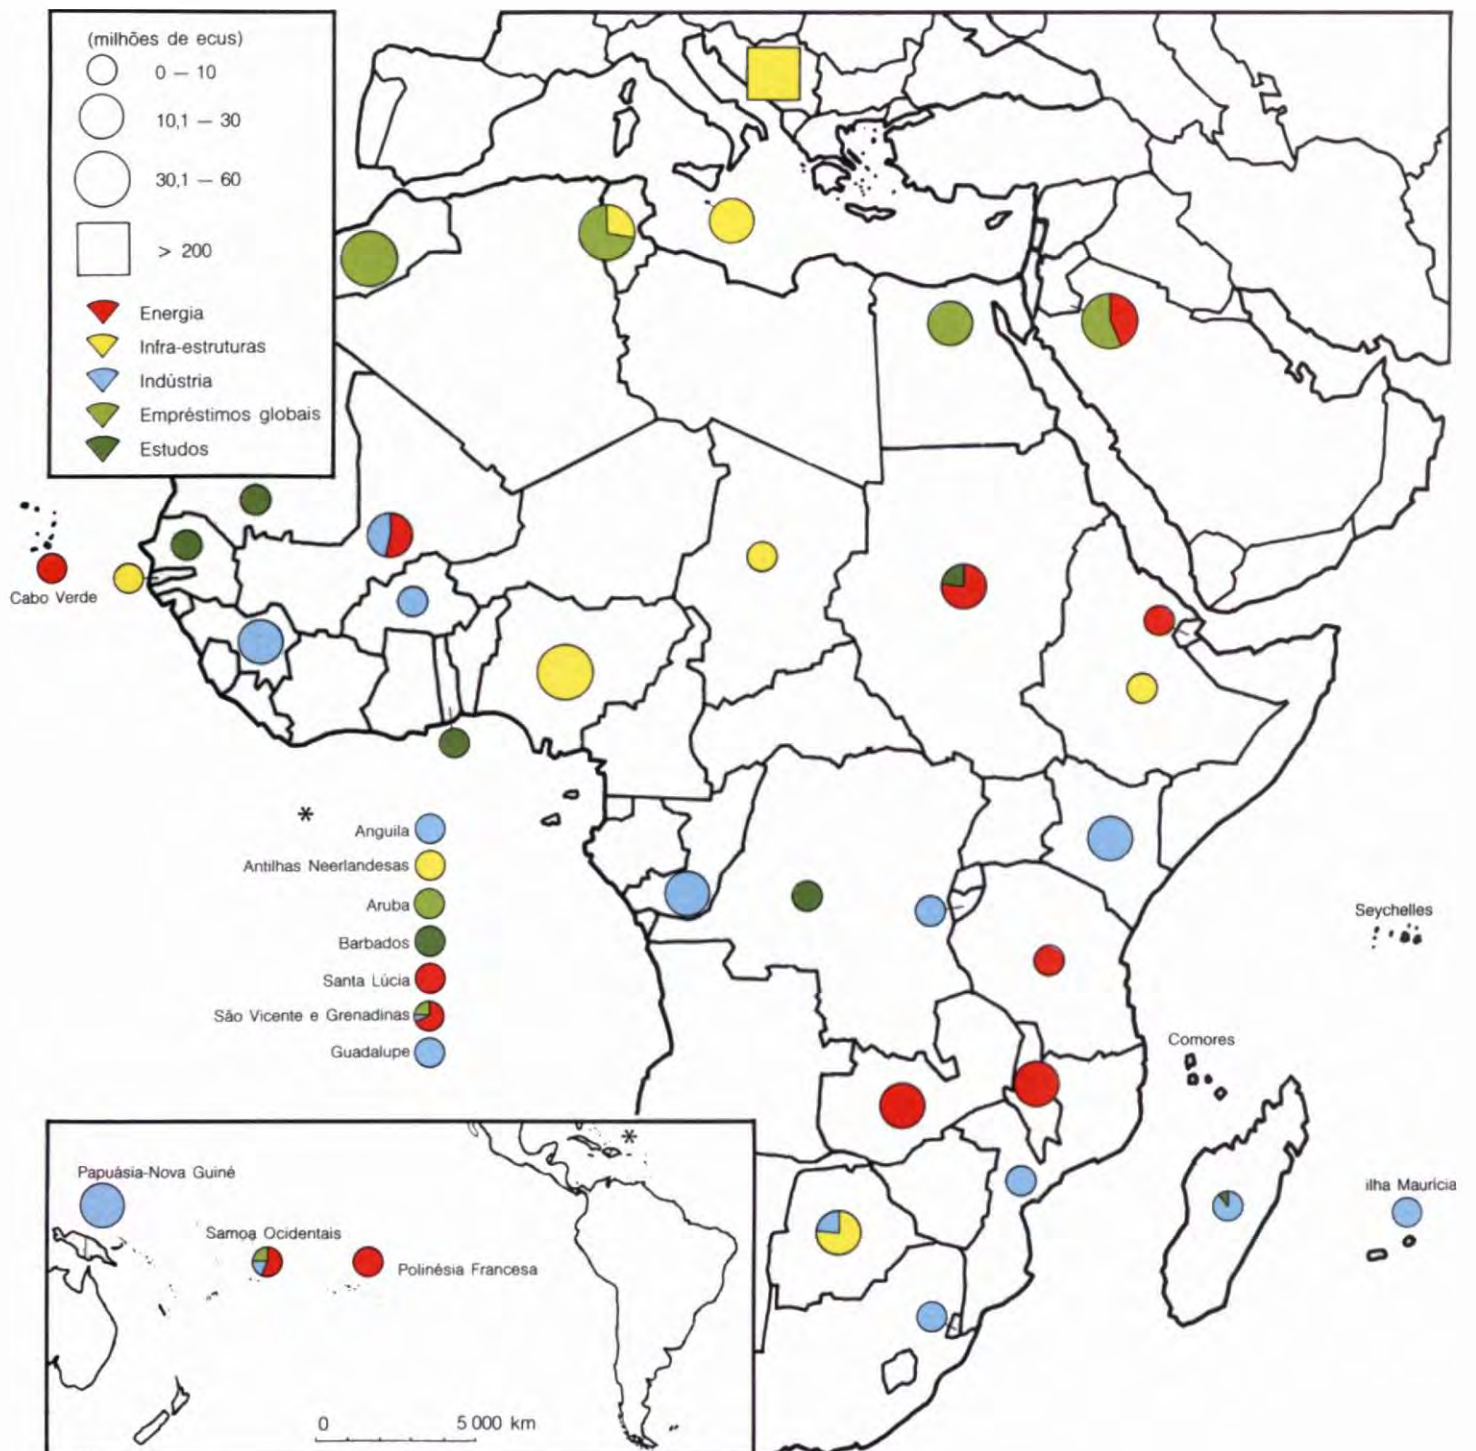 (milhões de ecus)
0 — 10
10,1 — 30
30,1 — 60
> 200
Energia
Infra-estruturas
Indústria
Empréstimos globais
Estudos
Cabo Verde
*
Anguila
Antilhas Neerlandesas
Aruba
Barbados
Santa Lúcia
São Vicente e Grenadinas
Guadalupe
Seychelles
Comores
ilha Maurícia
*
Papuásia-Nova Guiné
Samoa Ocidentais
Polinésia Francesa
0 5 000 km